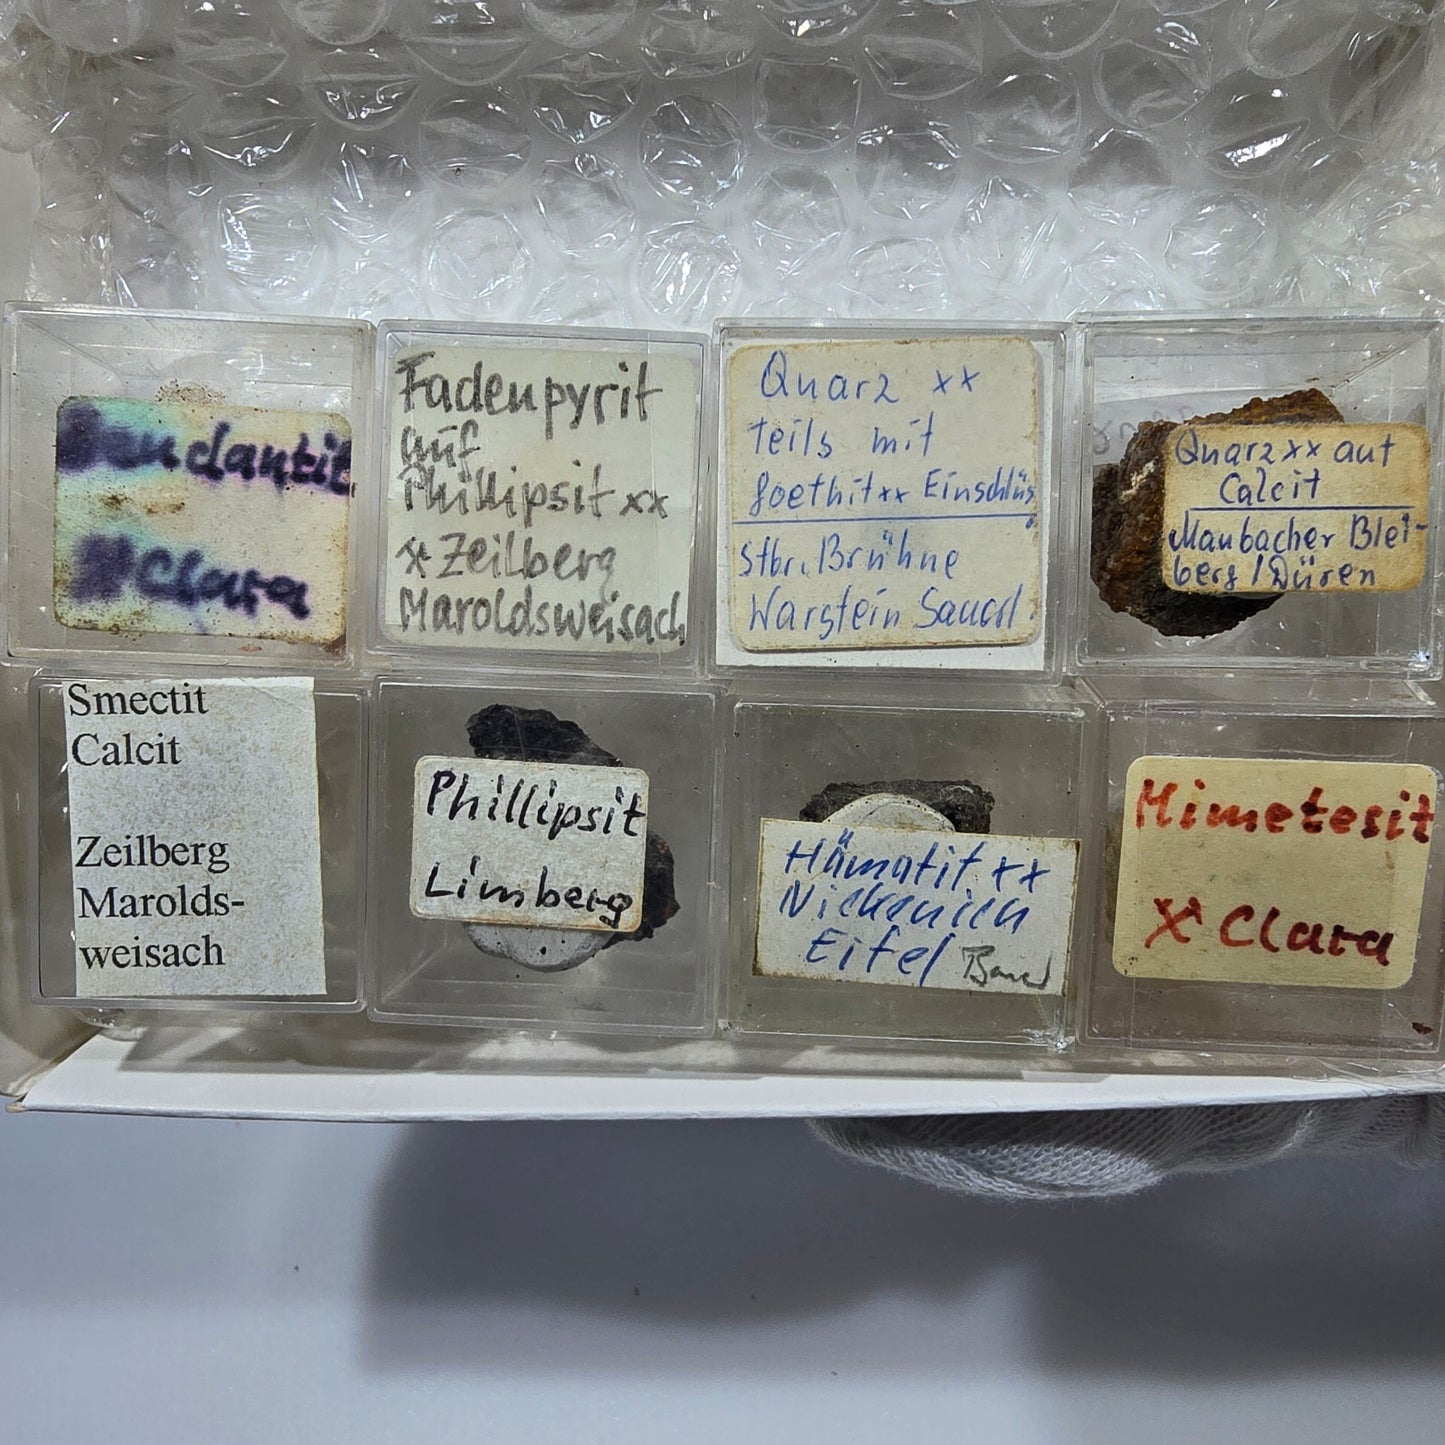 Beudantit
Clara
Fadenpyrit
auf
Phillipsit xx
Zeilberg
Maroldsweisach
Quarz xx
teils mit
Goethit xx Einschlüs
Stbr. Brühne
Warstein Sauerl.
Quarz xx auf
Calcit
Maubacher Blei-
berg / Düren
Smectit
Calcit
Zeilberg
Marolds-
weisach
Phillipsit
Limberg
Hämatit xx
Nickenich
Eifel
Mimetesit
Clara